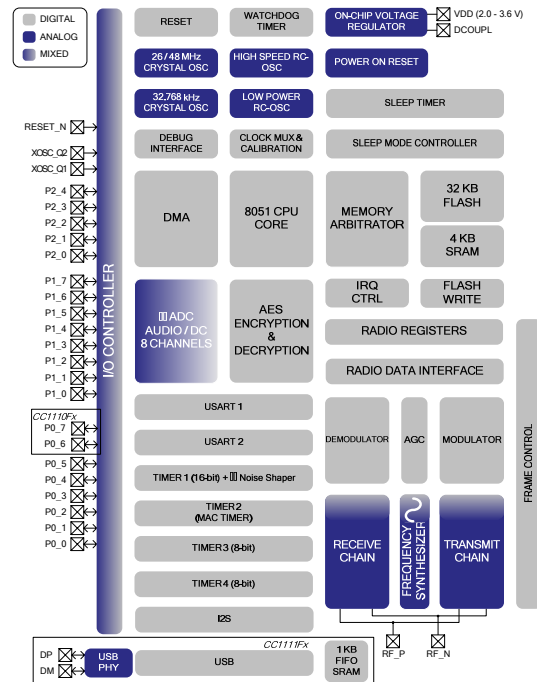 DIGITAL
ANALOG
MIXED
RESET
WATCHDOG
TIMER
ON-CHIP VOLTAGE
REGULATOR
VDD (2.0 - 3.6 V)
DCOUPL
26 / 48 MHz
CRYSTAL OSC
HIGH SPEED RC-
OSC
POWER ON RESET
32.768 kHz
CRYSTAL OSC
LOW POWER
RC-OSC
SLEEP TIMER
RESET_N
XOSC_Q2
XOSC_Q1
DEBUG
INTERFACE
CLOCK MUX &
CALIBRATION
SLEEP MODE CONTROLLER
P2_4
P2_3
P2_2
P2_1
P2_0
DMA
8051 CPU
CORE
MEMORY
ARBITRATOR
32 KB
FLASH
4 KB
SRAM
I/O CONTROLLER
P1_7
P1_6
P1_5
P1_4
P1_3
P1_2
P1_1
P1_0
ADC
AUDIO / DC
8 CHANNELS
AES
ENCRYPTION
&
DECRYPTION
IRQ
CTRL
FLASH
WRITE
RADIO REGISTERS
RADIO DATA INTERFACE
CC1110Fx
P0_7
P0_6
P0_5
P0_4
P0_3
P0_2
P0_1
P0_0
USART 1
USART 2
TIMER 1 (16-bit) + Noise Shaper
TIMER 2
(MAC TIMER)
TIMER 3 (8-bit)
TIMER 4 (8-bit)
I2S
DEMODULATOR
AGC
MODULATOR
FRAME CONTROL
RECEIVE
CHAIN
FREQUENCY
SYNTHESIZER
TRANSMIT
CHAIN
RF_P
RF_N
CC1111Fx
DP
DM
USB
PHY
USB
1 KB
FIFO
SRAM